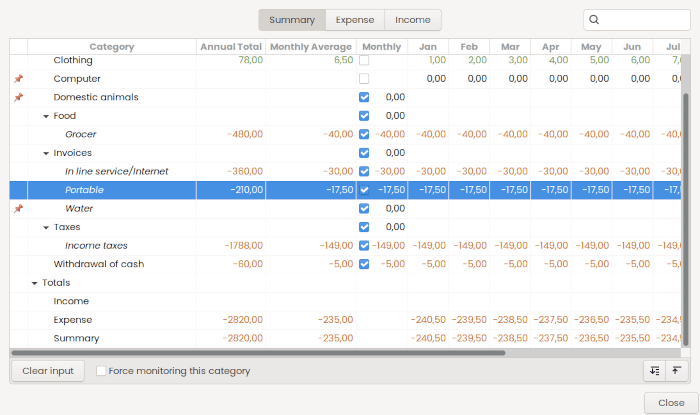 Summary Expense Income
Category Annual Total Monthly Average Monthly Jan Feb Mar Apr May Jun Jul
Clothing 78,00 6,50 1,00 2,00 3,00 4,00 5,00 6,00 7,0
Computer 0,00 0,00 0,00 0,00 0,00 0,00 0,0
Domestic animals 0,00
Food 0,00
Grocer -480,00 -40,00 -40,00 -40,00 -40,00 -40,00 -40,00 -40,00 -40,00 -40,0
Invoices 0,00
In line service/Internet -360,00 -30,00 -30,00 -30,00 -30,00 -30,00 -30,00 -30,00 -30,00 -30,0
Portable -210,00 -17,50 -17,50 -17,50 -17,50 -17,50 -17,50 -17,50 -17,50 -17,5
Water 0,00
Taxes 0,00
Income taxes -1788,00 -149,00 -149,00 -149,00 -149,00 -149,00 -149,00 -149,00 -149,00 -149,0
Withdrawal of cash -60,00 -5,00 -5,00 -5,00 -5,00 -5,00 -5,00 -5,00 -5,00 -5,0
Totals
Income
Expense -2820,00 -235,00 -240,50 -239,50 -238,50 -237,50 -236,50 -235,50 -234,5
Summary -2820,00 -235,00 -240,50 -239,50 -238,50 -237,50 -236,50 -235,50 -234,5
Clear input Force monitoring this category
Close